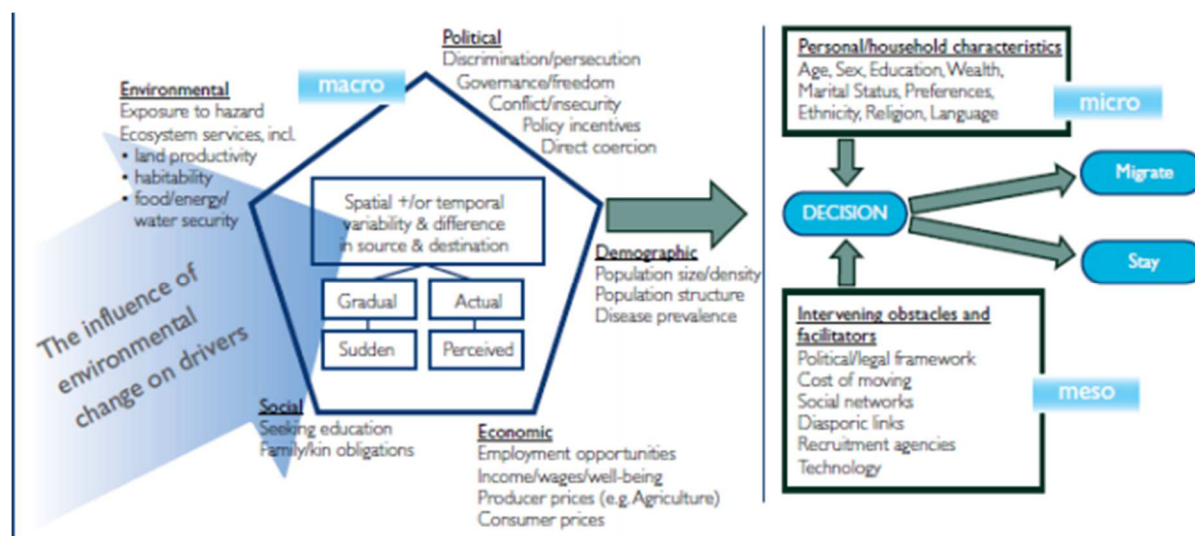 Political
Discrimination/persecution
Governance/freedom
Conflict/insecurity
Policy incentives
Direct coercion
macro
Environmental
Exposure to hazard
Ecosystem services, incl.
• land productivity
• habitability
• food/energy/
water security
Spatial +/or temporal
variability & difference
in source & destination
Gradual
Actual
Sudden
Perceived
The influence of
environmental
change on drivers
Demographic
Population size/density
Population structure
Disease prevalence
Social
Seeking education
Family/kin obligations
Economic
Employment opportunities
Income/wages/well-being
Producer prices (e.g. Agriculture)
Consumer prices
Personal/household characteristics
Age, Sex, Education, Wealth,
Marital Status, Preferences,
Ethnicity, Religion, Language
micro
DECISION
Migrate
Stay
Intervening obstacles and
facilitators
Political/legal framework
Cost of moving
Social networks
Diasporic links
Recruitment agencies
Technology
meso